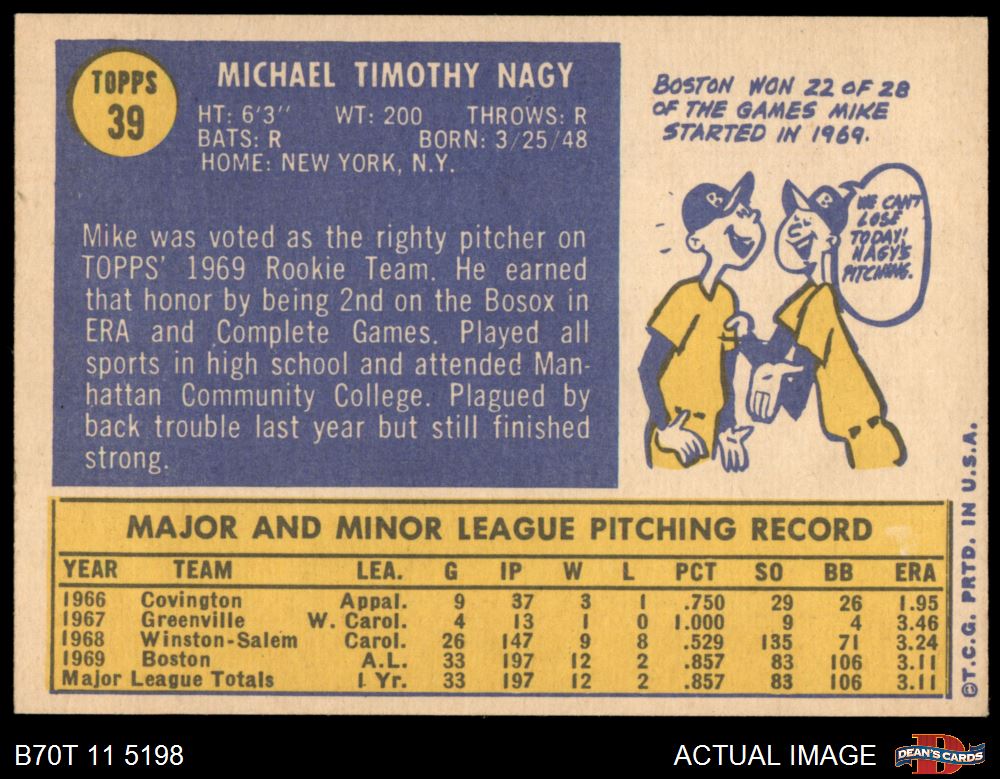 TOPPS
39
MICHAEL TIMOTHY NAGY
HT: 6'3" WT: 200 THROWS: R
BATS: R BORN: 3/25/48
HOME: NEW YORK, N.Y.
Mike was voted as the righty pitcher on
TOPPS' 1969 Rookie Team. He earned
that honor by being 2nd on the Bosox in
ERA and Complete Games. Played all
sports in high school and attended Man-
hattan Community College. Plagued by
back trouble last year but still finished
strong.
BOSTON WON 22 OF 28
OF THE GAMES MIKE
STARTED IN 1969.
B
B
WE CAN'T
LOSE
TODAY!
NAGY'S
PITCHING.
MAJOR AND MINOR LEAGUE PITCHING RECORD
YEAR TEAM LEA. G IP W L PCT SO BB ERA
1966 Covington Appal. 9 37 3 1 .750 29 26 1.95
1967 Greenville W. Carol. 4 13 1 0 1.000 9 4 3.46
1968 Winston-Salem Carol. 26 147 9 8 .529 135 71 3.24
1969 Boston A.L. 33 197 12 2 .857 83 106 3.11
Major League Totals 1 Yr. 33 197 12 2 .857 83 106 3.11
©T.C.G. PRTD. IN U.S.A.
B70T 11 5198
ACTUAL IMAGE
D
DEAN'S CARDS